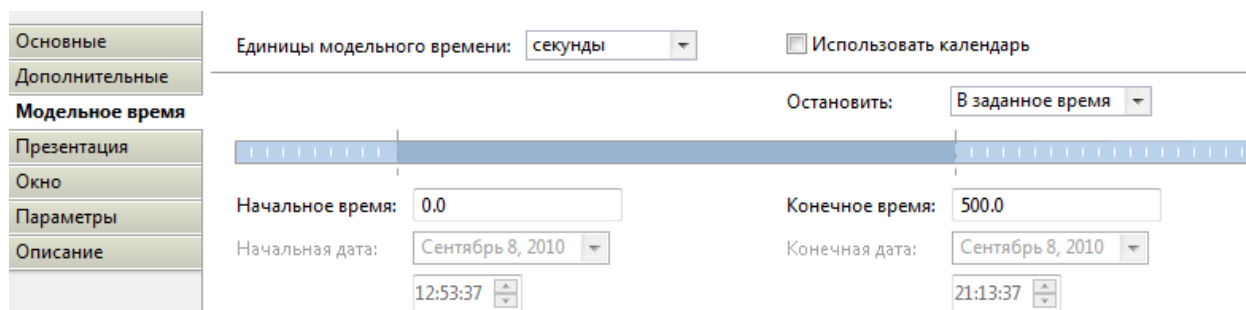 Основные
Дополнительные
Модельное время
Презентация
Окно
Параметры
Описание
Единицы модельного времени: секунды Использовать календарь
Остановить: В заданное время
Начальное время: 0.0 Конечное время: 500.0
Начальная дата: Сентябрь 8, 2010 Конечная дата: Сентябрь 8, 2010
12:53:37 21:13:37